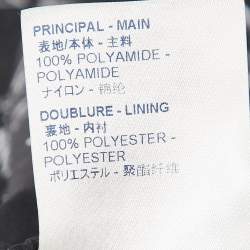 PRINCIPAL - MAIN
表地/本体 - 主料
100% POLYAMIDE -
POLYAMIDE
ナイロン - 锦纶
DOUBLURE - LINING
裏地 - 内衬
100% POLYESTER -
POLYESTER
ポリエステル - 聚酯纤维